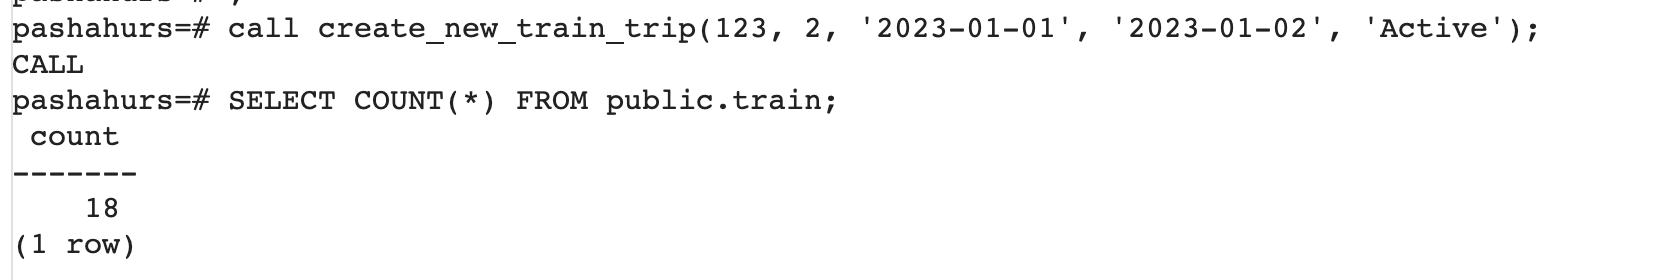 pashahurs=# call create_new_train_trip(123, 2, '2023-01-01', '2023-01-02', 'Active');
CALL
pashahurs=# SELECT COUNT(*) FROM public.train;
 count
-------
    18
(1 row)